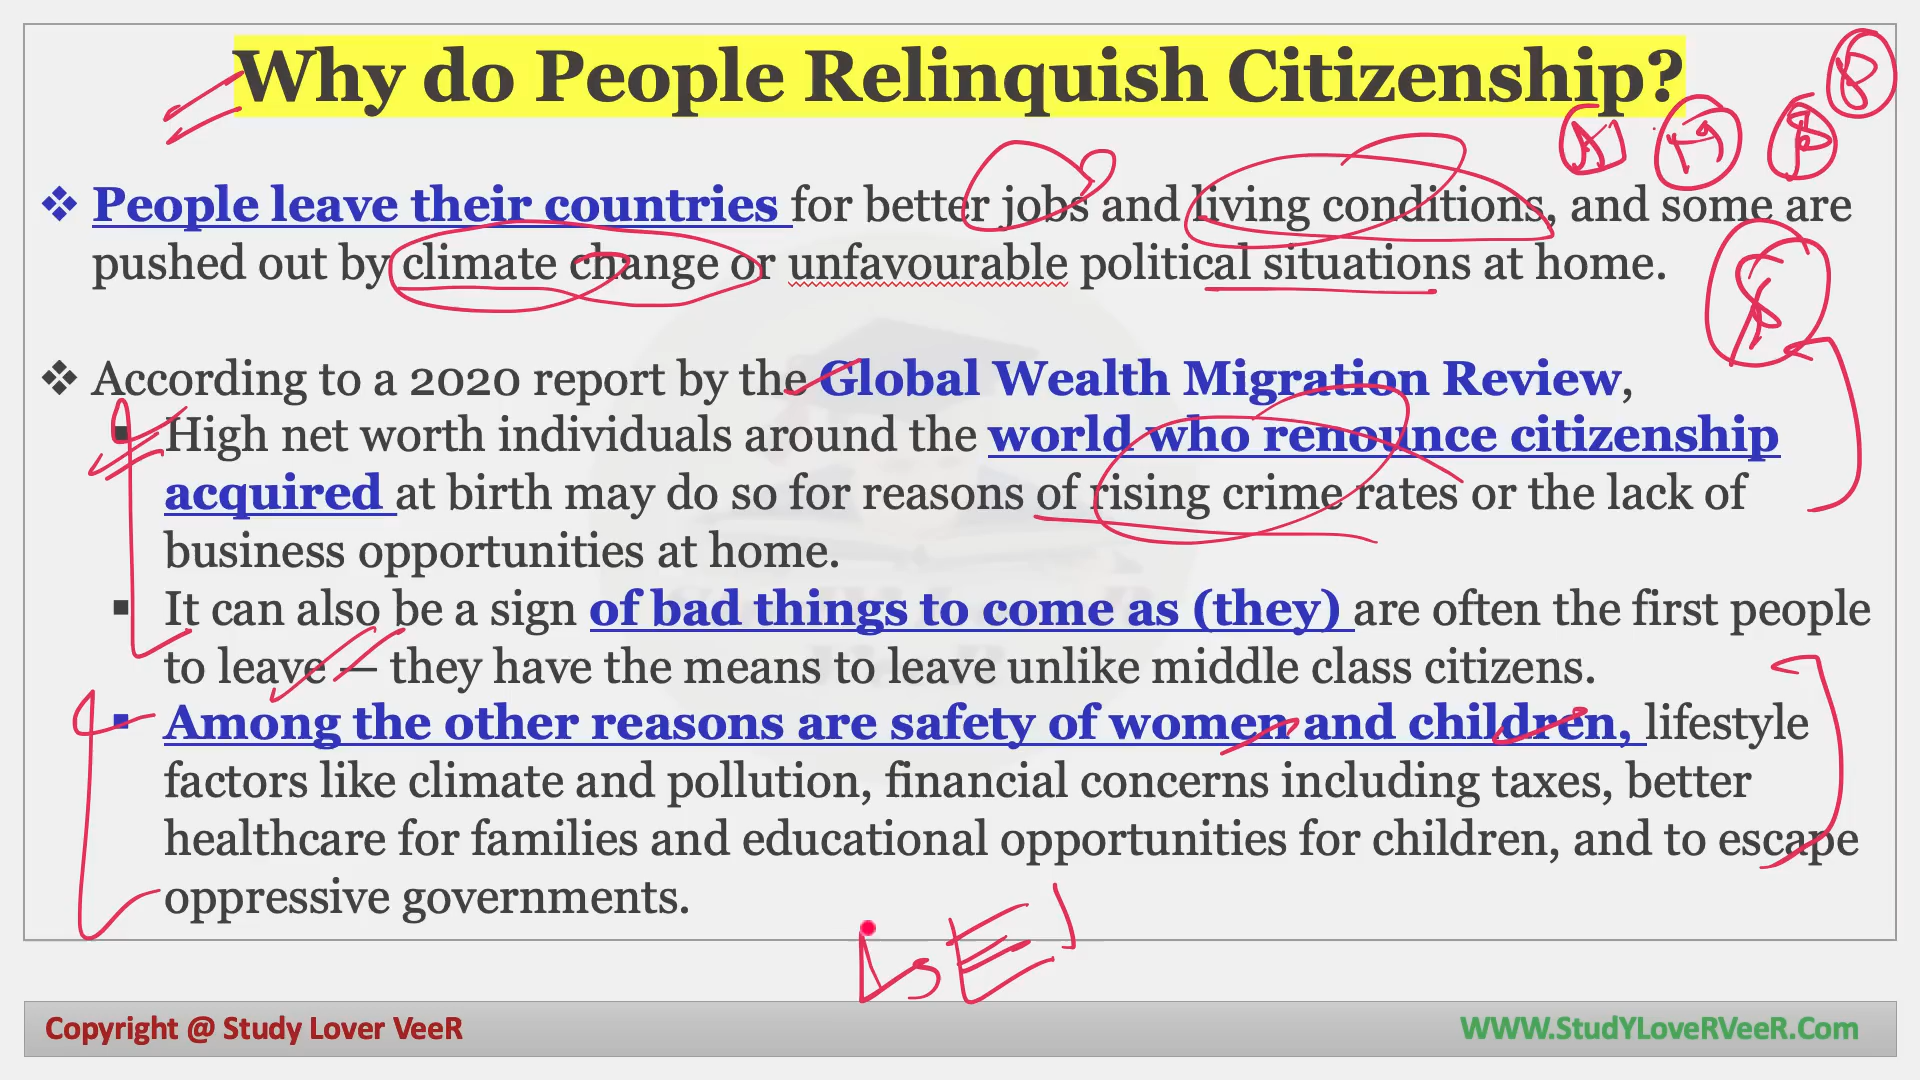 Why do People Relinquish Citizenship?
❖ People leave their countries for better jobs and living conditions, and some are
pushed out by climate change or unfavourable political situations at home.
❖ According to a 2020 report by the Global Wealth Migration Review,
▪ High net worth individuals around the world who renounce citizenship
acquired at birth may do so for reasons of rising crime rates or the lack of
business opportunities at home.
▪ It can also be a sign of bad things to come as (they) are often the first people
to leave — they have the means to leave unlike middle class citizens.
▪ Among the other reasons are safety of women and children, lifestyle
factors like climate and pollution, financial concerns including taxes, better
healthcare for families and educational opportunities for children, and to escape
oppressive governments.
Copyright @ Study Lover VeeR
WWW.StudYLoveRVeeR.Com